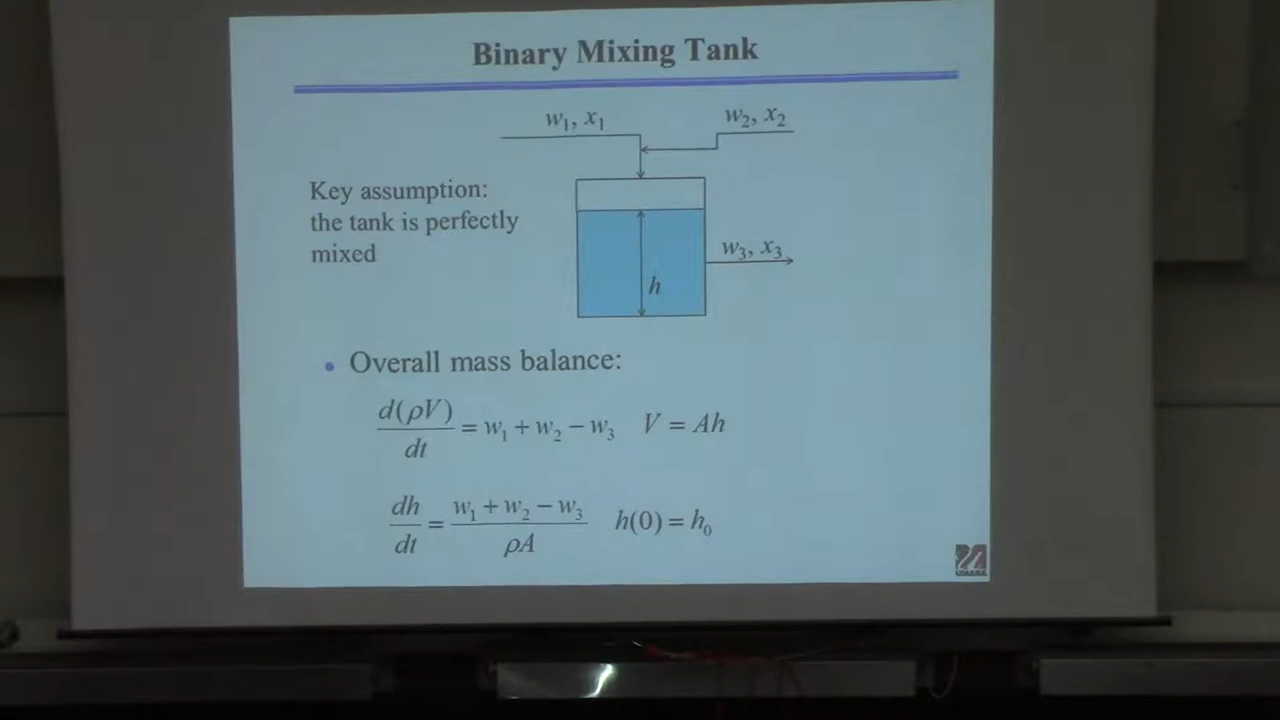 Binary Mixing Tank
w₁, x₁
w₂, x₂
Key assumption:
the tank is perfectly
mixed
w₃, x₃
h
• Overall mass balance:
d(ρV)/dt = w₁ + w₂ − w₃   V = Ah
dh/dt = (w₁ + w₂ − w₃)/ρA   h(0) = h₀